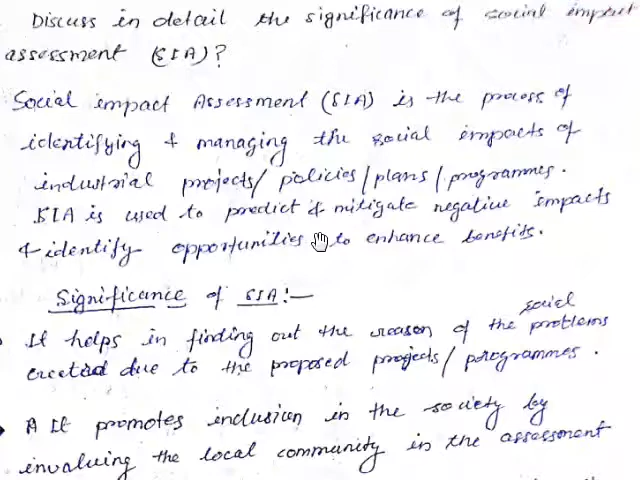 Discuss in detail the significance of social impact
assessment (SIA)?
Social impact Assessment (SIA) is the process of
identifying & managing the social impacts of
industrial projects/policies/plans/programmes.
SIA is used to predict & mitigate negative impacts
& identify opportunities to enhance benefits.
Significance of SIA:-
social
It helps in finding out the reason of the problems
created due to the proposed projects/programmes.
A It promotes inclusion in the society by
involving the local community in the assessment